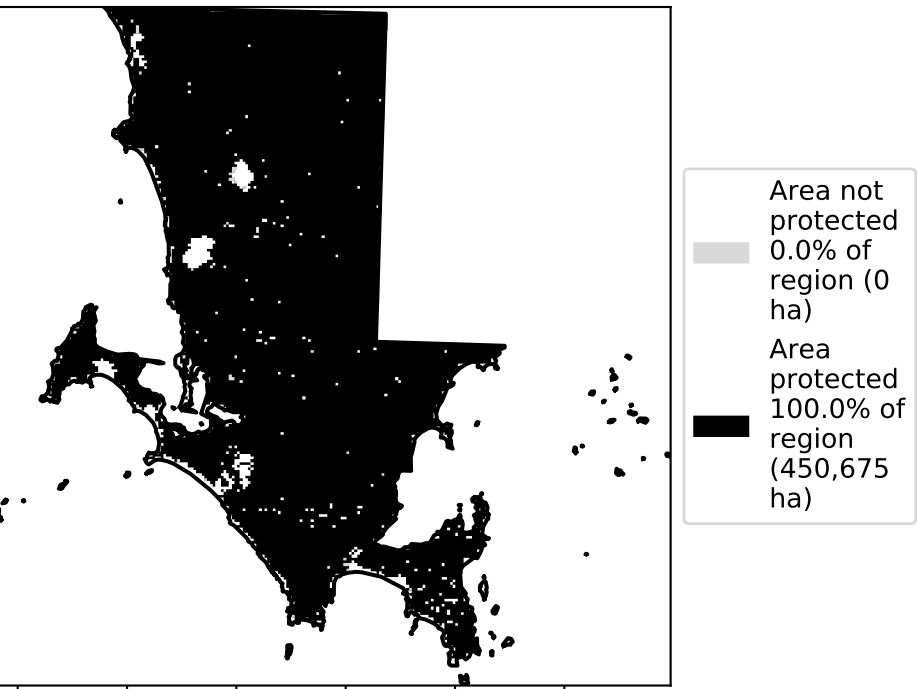 Area not
protected
0.0% of
region (0
ha)
Area
protected
100.0% of
region
(450,675
ha)